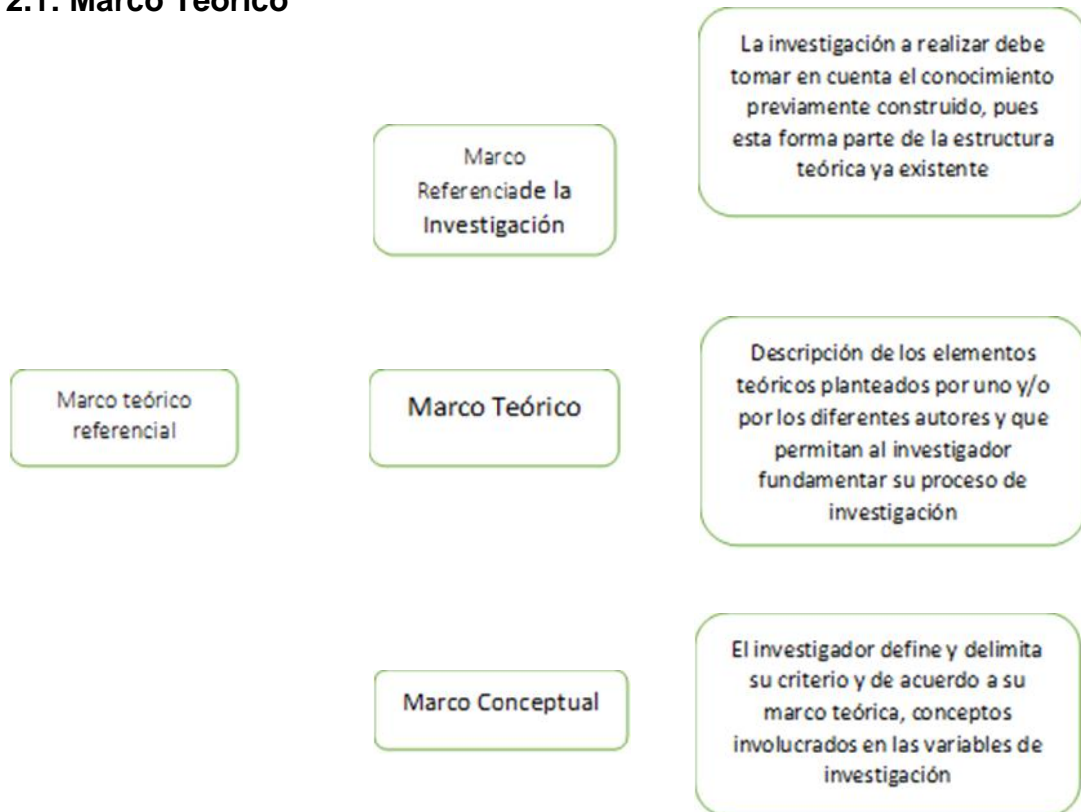 2.1. Marco Teórico
La investigación a realizar debe
tomar en cuenta el conocimiento
previamente construido, pues
esta forma parte de la estructura
teórica ya existente
Marco
Referenciade la
Investigación
Descripción de los elementos
teóricos planteados por uno y/o
por los diferentes autores y que
permitan al investigador
fundamentar su proceso de
investigación
Marco teórico
referencial
Marco Teórico
El investigador define y delimita
su criterio y de acuerdo a su
marco teórica, conceptos
involucrados en las variables de
investigación
Marco Conceptual